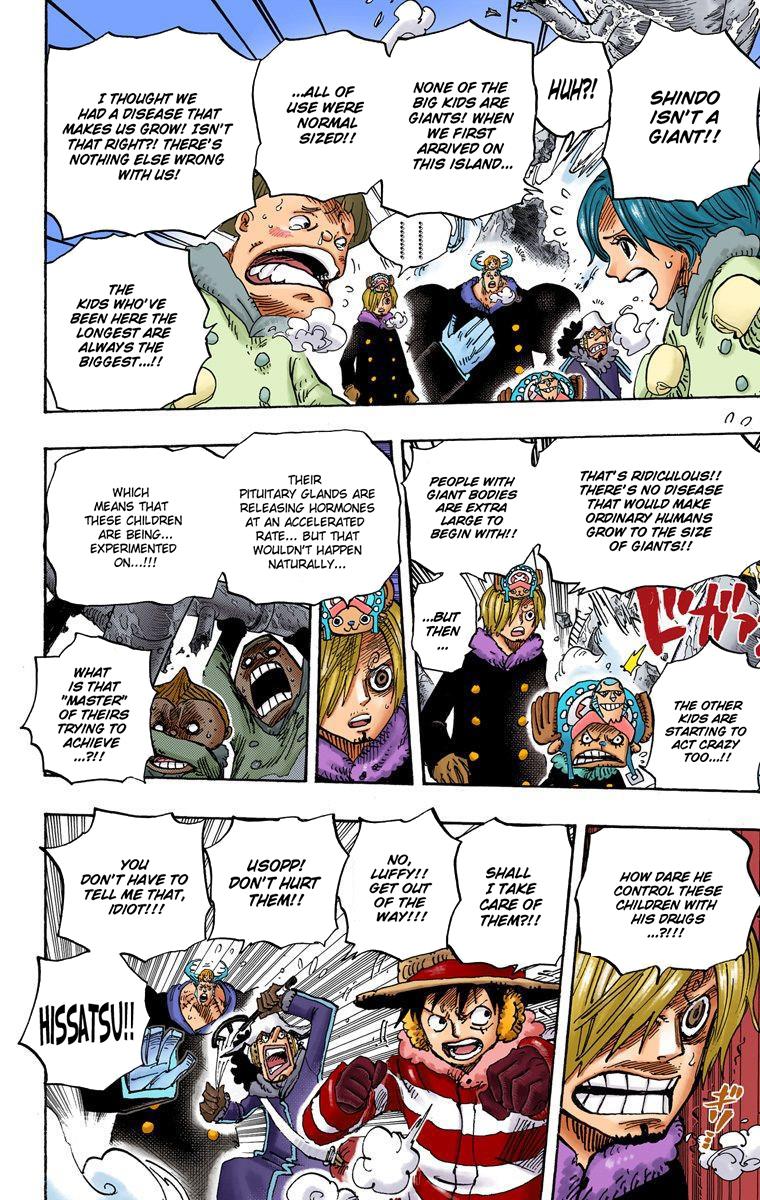 SHINDO
ISN'T A
GIANT!!
HUH?!
NONE OF THE
BIG KIDS ARE
GIANTS! WHEN
WE FIRST
ARRIVED ON
THIS ISLAND...
...ALL OF
USE WERE
NORMAL
SIZED!!
I THOUGHT WE
HAD A DISEASE THAT
MAKES US GROW! ISN'T
THAT RIGHT?! THERE'S
NOTHING ELSE WRONG
WITH US!
THE
KIDS WHO'VE
BEEN HERE THE
LONGEST ARE
ALWAYS THE
BIGGEST...!!
THAT'S RIDICULOUS!!
THERE'S NO DISEASE
THAT WOULD MAKE
ORDINARY HUMANS
GROW TO THE SIZE
OF GIANTS!!
PEOPLE WITH
GIANT BODIES
ARE EXTRA
LARGE TO
BEGIN WITH!!
...BUT
THEN
...
THE OTHER
KIDS ARE
STARTING TO
ACT CRAZY
TOO...!!
THEIR
PITUITARY GLANDS ARE
RELEASING HORMONES
AT AN ACCELERATED
RATE... BUT THAT
WOULDN'T HAPPEN
NATURALLY...
WHICH
MEANS THAT
THESE CHILDREN
ARE BEING...
EXPERIMENTED
ON...!!!
WHAT
IS THAT
"MASTER"
OF THEIRS
TRYING TO
ACHIEVE
...?!!
HOW DARE HE
CONTROL THESE
CHILDREN WITH
HIS DRUGS
...?!!!
SHALL
I TAKE
CARE OF
THEM?!!
NO,
LUFFY!!
GET OUT
OF THE
WAY!!!
USOPP!
DON'T HURT
THEM!!
YOU
DON'T HAVE TO
TELL ME THAT,
IDIOT!!!
HISSATSU!!